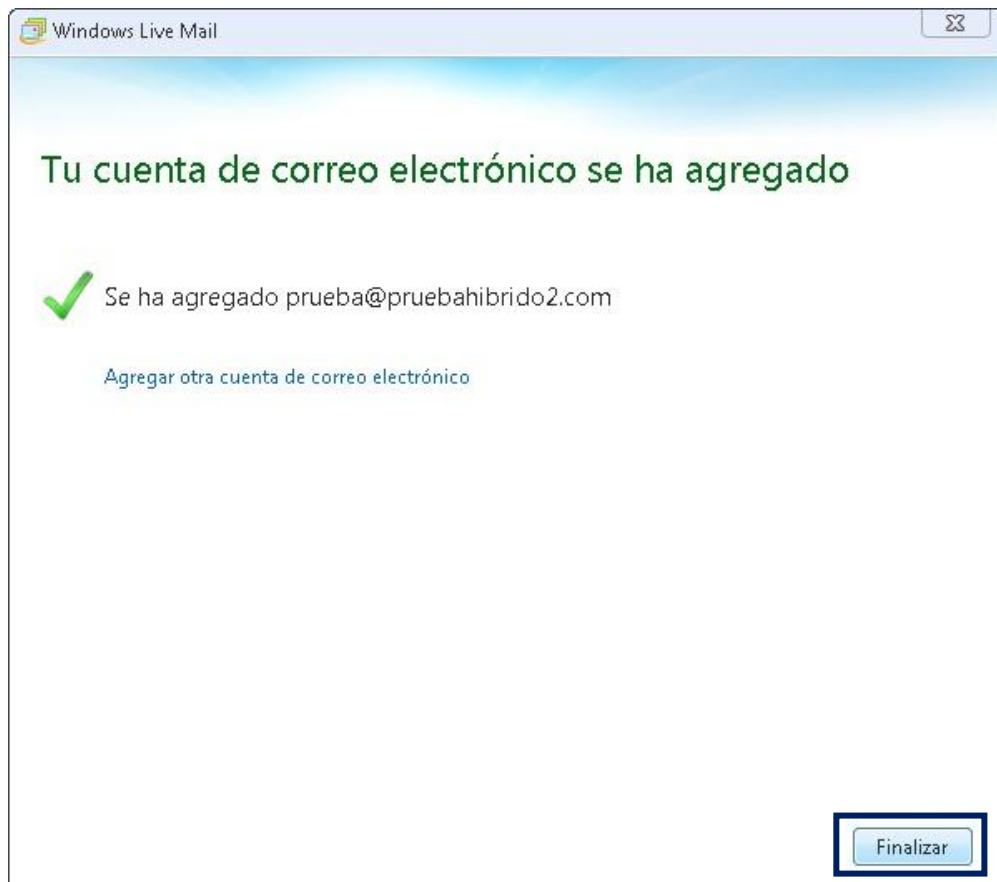 Windows Live Mail
Tu cuenta de correo electrónico se ha agregado
Se ha agregado prueba@pruebahibrido2.com
Agregar otra cuenta de correo electrónico
Finalizar